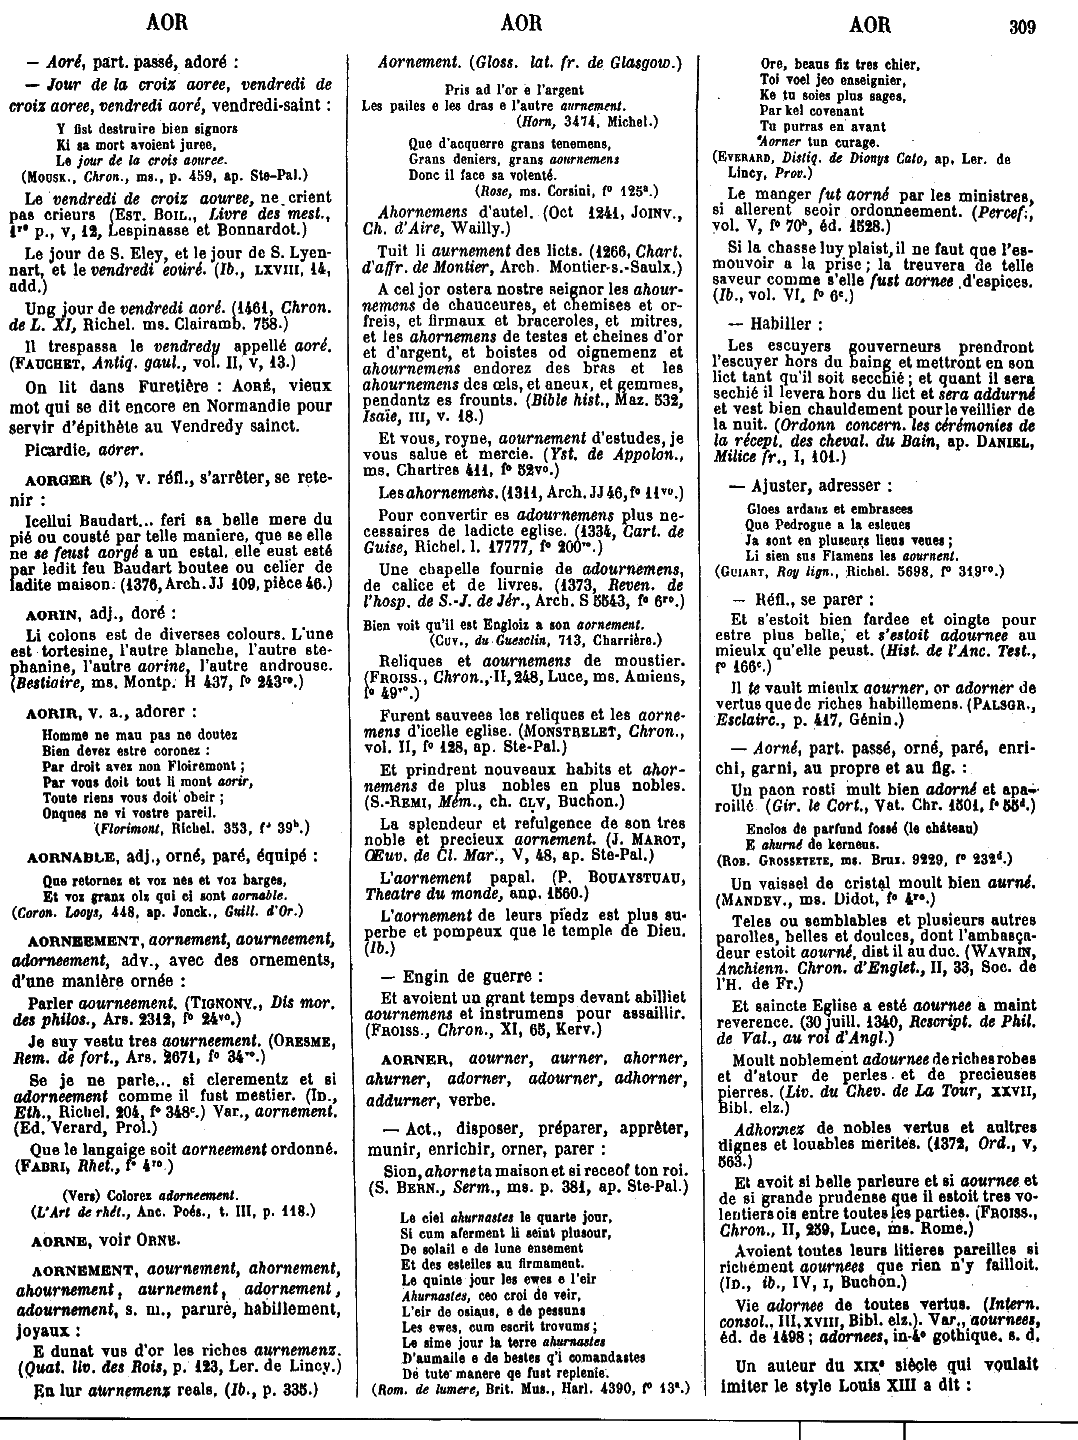 AOR
AOR
AOR
309
— Aoré, part. passé, adoré :
— Jour de la croiz aoree, vendredi de
croiz aoree, vendredi aoré, vendredi-saint :
Y fist destruire bien signors
Ki sa mort avoient juree,
Le jour de la crois aouree.
(Mousk., Chron., ms., p. 459, ap. Ste-Pal.)
Le vendredi de croiz aouree, ne crient
pas crieurs (Est. Boil., Livre des mest.,
1re p., v, 12, Lespinasse et Bonnardot.)
Le jour de S. Eley, et le jour de S. Lyen-
nart, et le vendredi eouré. (Ib., LXVIII, 14,
add.)
Ung jour de vendredi aoré. (1461, Chron.
de L. XI, Richel. ms. Clairamb. 758.)
Il trespassa le vendredy appellé aoré.
(Fauchet, Antiq. gaul., vol. II, v, 13.)
On lit dans Furetière : Aoré, vieux
mot qui se dit encore en Normandie pour
servir d'épithète au Vendredy sainct.
Picardie, aörer.
AORGER (s'), v. réfl., s'arrêter, se rete-
nir :
Icellui Baudart... feri sa belle mere du
pié ou cousté par telle maniere, que se elle
ne se feust aorgé a un estal, elle eust esté
par ledit feu Baudart boutee ou celier de
ladite maison. (1376, Arch. JJ 109, pièce 46.)
AORIN, adj., doré :
Li colons est de diverses colours. L'une
est tortesine, l'autre blanche, l'autre ste-
phanine, l'autre aorine, l'autre androuse.
(Bestiaire, ms. Montp. H 437, f° 243ro.)
AORIR, v. a., adorer :
Homme ne mau pas ne doutez
Bien devez estre coronez :
Par droit avez non Floiremont ;
Par vous doit tout li mont aorir,
Toute riens vous doit obeir ;
Onques ne vi vostre pareil.
(Florimont, Richel. 353, f° 39b.)
AORNABLE, adj., orné, paré, équipé :
Que retornez et voz nes et voz barges,
Et voz granz olz qui ci sont aornable.
(Coron. Looys, 448, ap. Jonck., Guill. d'Or.)
AORNEEMENT, aornement, aourneement,
adorneement, adv., avec des ornements,
d'une manière ornée :
Parler aourneement. (Tignonv., Dis mor.
des philos., Ars. 2312, f° 24vo.)
Je suy vestu tres aourneement. (Oresme,
Rem. de fort., Ars. 2671, f° 34ro.)
Se je ne parle... si clerementz et si
adorneement comme il fust mestier. (Id.,
Eth., Richel. 204, f° 348c.) Var., aornement.
(Ed. Verard, Prol.)
Que le langaige soit aorneement ordonné.
(Fabri, Rhet., f° 4ro.)
(Vers) Colorez adorneement.
(L'Art de rhét., Anc. Poés., t. III, p. 118.)
AORNE, voir Orne.
AORNEMENT, aournement, ahornement,
ahournement, aurnement, adornement,
adournement, s. m., parure, habillement,
joyaux :
E dunat vus d'or les riches aurnemenz.
(Quat. liv. des Rois, p. 123, Ler. de Lincy.)
En lur aurnemenz reals. (Ib., p. 335.)
Aornement. (Gloss. lat. fr. de Glasgow.)
Pris ad l'or e l'argent
Les pailes e les dras e l'autre aurnement.
(Horn, 3474, Michel.)
Que d'acquerre grans tenemens,
Grans deniers, grans aournemens
Donc il face sa volenté.
(Rose, ms. Corsini, f° 125a.)
Ahornemens d'autel. (Oct 1241, Joinv.,
Ch. d'Aire, Wailly.)
Tuit li aurnement des licts. (1266, Chart.
d'affr. de Montier, Arch. Montier-s.-Saulx.)
A cel jor ostera nostre seignor les ahour-
nemens de chauceures, et chemises et or-
freis, et firmaux et braceroles, et mitres,
et les ahornemens de testes et cheines d'or
et d'argent, et boistes od oignemenz et
ahournemens endorez des bras et les
ahournemens des œls, et aneux, et gemmes,
pendantz es frounts. (Bible hist., Maz. 532,
Isaïe, III, v. 18.)
Et vous, royne, aournement d'estudes, je
vous salue et mercie. (Yst. de Appolon.,
ms. Chartres 411, f° 52vo.)
Les ahornemens. (1311, Arch. JJ 46, f° 11vo.)
Pour convertir es adournemens plus ne-
cessaires de ladicte eglise. (1334, Cart. de
Guise, Richel. l. 17777, f° 200ro.)
Une chapelle fournie de adournemens,
de calice et de livres. (1373, Reven. de
l'hosp. de S.-J. de Jér., Arch. S 5543, f° 6ro.)
Bien voit qu'il est Engloiz a son aornement.
(Cuv., du Guesclin, 713, Charrière.)
Reliques et aournemens de moustier.
(Froiss., Chron., II, 248, Luce, ms. Amiens,
f° 49ro.)
Furent sauvees les reliques et les aorne-
mens d'icelle eglise. (Monstrelet, Chron.,
vol. II, f° 128, ap. Ste-Pal.)
Et prindrent nouveaux habits et ahor-
nemens de plus nobles en plus nobles.
(S.-Remi, Mém., ch. CLV, Buchon.)
La splendeur et refulgence de son tres
noble et precieux aornement. (J. Marot,
Œuv. de Cl. Mar., V, 48, ap. Ste-Pal.)
L'aornement papal. (P. Bouaystuau,
Theatre du monde, anp. 1560.)
L'aornement de leurs piedz est plus su-
perbe et pompeux que le temple de Dieu.
(Ib.)
— Engin de guerre :
Et avoient un grant temps devant abilliet
aournemens et instrumens pour assaillir.
(Froiss., Chron., XI, 65, Kerv.)
AORNER, aourner, aurner, ahorner,
ahurner, adorner, adourner, adhorner,
addurner, verbe.
— Act., disposer, préparer, apprêter,
munir, enrichir, orner, parer :
Sion, ahorne ta maison et si receof ton roi.
(S. Bern., Serm., ms. p. 381, ap. Ste-Pal.)
Le ciel ahurnastes le quarte jour,
Si cum aferment li seint plusour,
De solail e de lune ensement
Et des esteiles au firmament.
Le quinte jour les ewes e l'eir
Ahurnastes, ceo croi de veir,
L'eir de osiaus, e de pessuns
Les ewes, cum escrit trovums ;
Le sime jour la terre ahurnastes
D'aumaile e de bestes q'i comandastes
De tute manere qe fust replenie.
(Rom. de lumere, Brit. Mus., Harl. 4390, f° 13a.)
Ore, beaus fiz tres chier,
Toi voel jeo enseignier,
Ke tu soies plus sages,
Par kel covenant
Tu purras en avant
Aorner tun curage.
(Everard, Distiq. de Dionys Cato, ap. Ler. de
Lincy, Prov.)
Le manger fut aorné par les ministres,
si allerent seoir ordonneement. (Percef.,
vol. V, f° 70b, éd. 1528.)
Si la chasse luy plaist, il ne faut que l'es-
mouvoir a la prise ; la treuvera de telle
saveur comme s'elle fust aornee d'espices.
(Ib., vol. VI, f° 6c.)
— Habiller :
Les escuyers gouverneurs prendront
l'escuyer hors du baing et mettront en son
lict tant qu'il soit secchié ; et quant il sera
sechié il levera hors du lict et sera addurné
et vest bien chauldement pour le veillier de
la nuit. (Ordonn concern. les cérémonies de
la récept. des cheval. du Bain, ap. Daniel,
Milice fr., I, 101.)
— Ajuster, adresser :
Gloes ardanz et embrasees
Que Pedrogue a la esleues
Ja sont en pluseurs lieus veues ;
Li sien sus Flamens les aournent.
(Guiart, Roy lign., Richel. 5698, f° 319ro.)
— Réfl., se parer :
Et s'estoit bien fardee et oingte pour
estre plus belle, et s'estoit adournee au
mieulx qu'elle peust. (Hist. de l'Anc. Test.,
f° 166c.)
Il te vault mieulx aourner, or adorner de
vertus que de riches habillemens. (Palsgr.,
Esclairc., p. 417, Génin.)
— Aorné, part. passé, orné, paré, enri-
chi, garni, au propre et au fig. :
Un paon rosti mult bien adorné et apa-
roillé (Gir. le Cort., Vat. Chr. 1501, f° 55d.)
Enclos de parfund fossé (le château)
E ahurné de kerneus.
(Rob. Grossetete, ms. Brux. 9229, f° 232d.)
Un vaissel de cristal moult bien aurné.
(Mandev., ms. Didot, f° 4ro.)
Teles ou semblables et plusieurs autres
parolles, belles et doulces, dont l'ambasça-
deur estoit aourné, dist il au duc. (Wavrin,
Anchienn. Chron. d'Englet., II, 33, Soc. de
l'H. de Fr.)
Et saincte Eglise a esté aournee a maint
reverence. (30 juill. 1340, Rescript. de Phil.
de Val., au roi d'Angl.)
Moult noblement adournee de riches robes
et d'atour de perles et de precieuses
pierres. (Liv. du Chev. de La Tour, XXVII,
Bibl. elz.)
Adhornez de nobles vertus et aultres
dignes et louables merites. (1372, Ord., v,
563.)
Et avoit si belle parleure et si aournee et
de si grande prudense que il estoit tres vo-
lentiers ois entre toutes les parties. (Froiss.,
Chron., II, 259, Luce, ms. Rome.)
Avoient toutes leurs litieres pareilles si
richément aournees que rien n'y failloit.
(Id., ib., IV, I, Buchon.)
Vie adornee de toutes vertus. (Intern.
consol., III, XVIII, Bibl. elz.). Var., aournees,
éd. de 1498 ; adornees, in-4° gothique, s. d.
Un auteur du XIXe siècle qui voulait
imiter le style Louis XIII a dit :